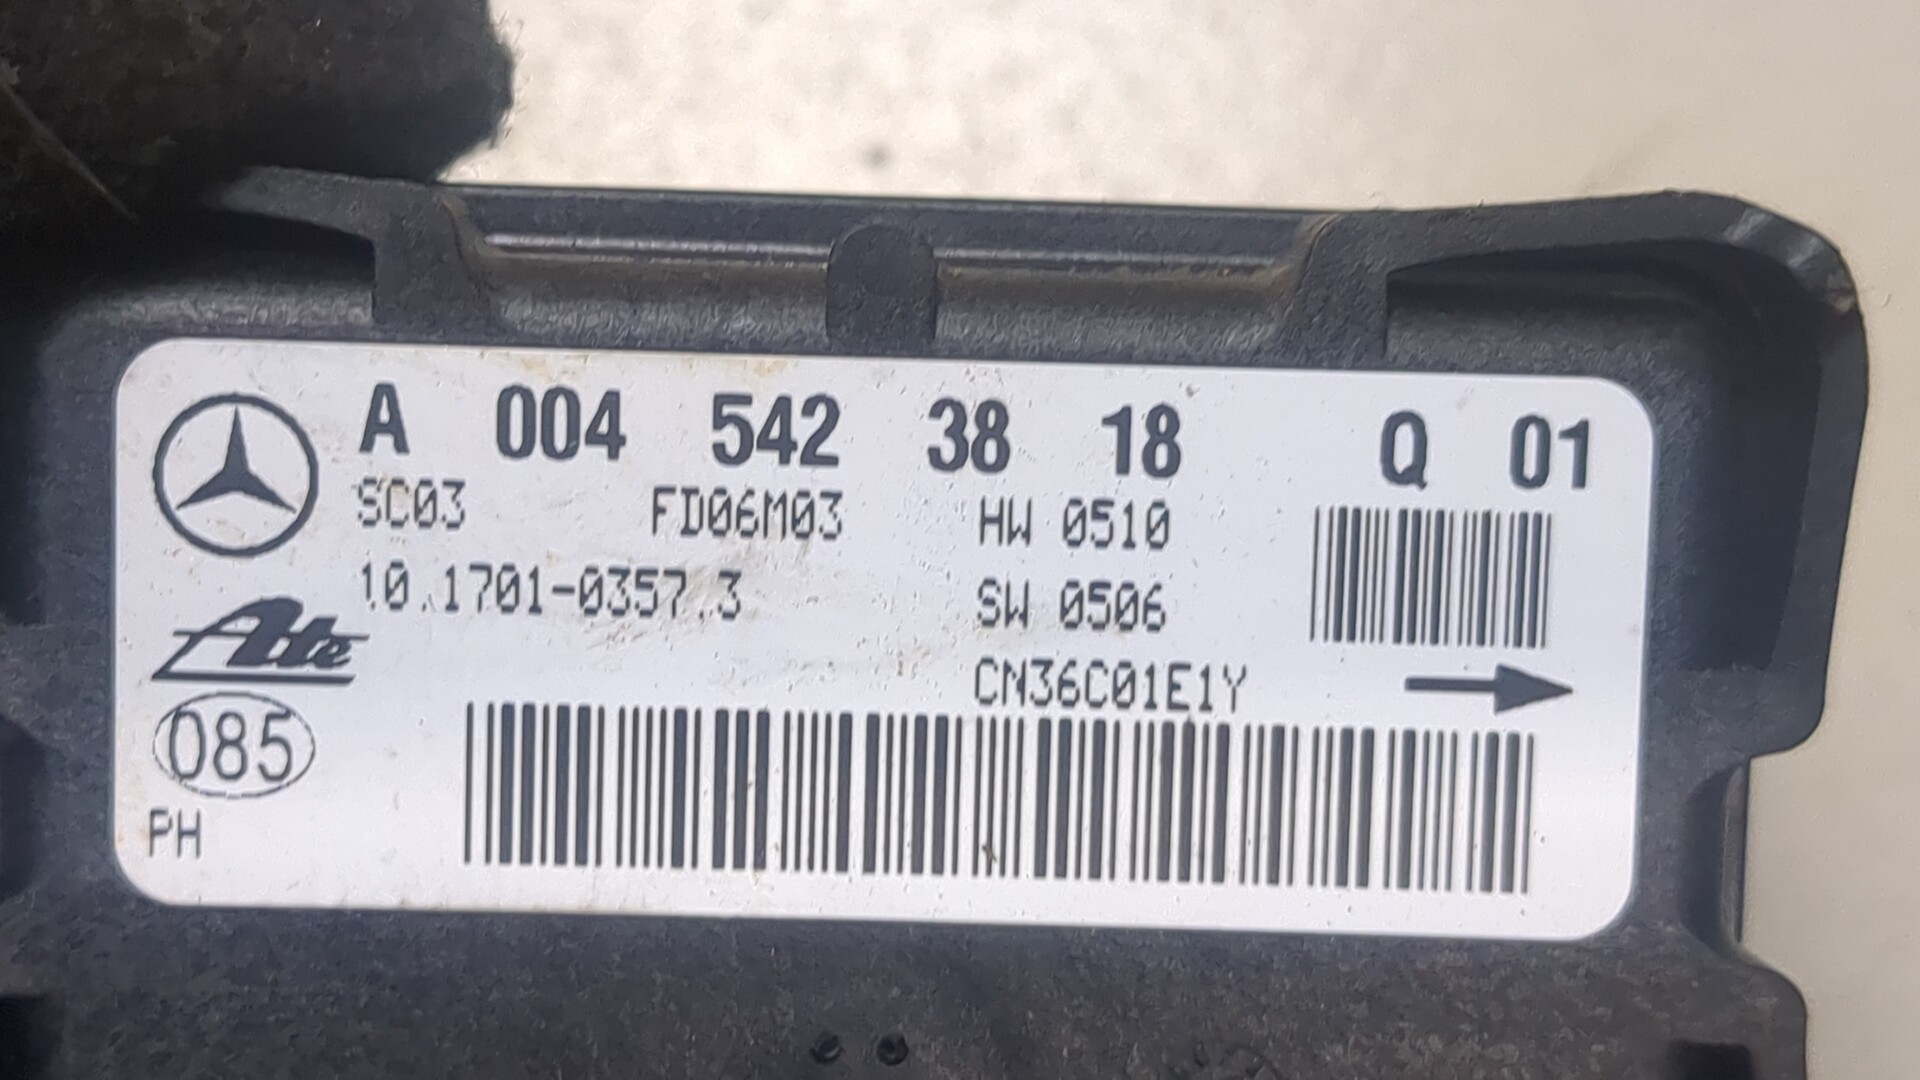 A 004 542 38 18 Q 01
SC03 FD06M03 HW 0510
10.1701-0357.3 SW 0506
Ate
CN36C01E1Y
085
PH